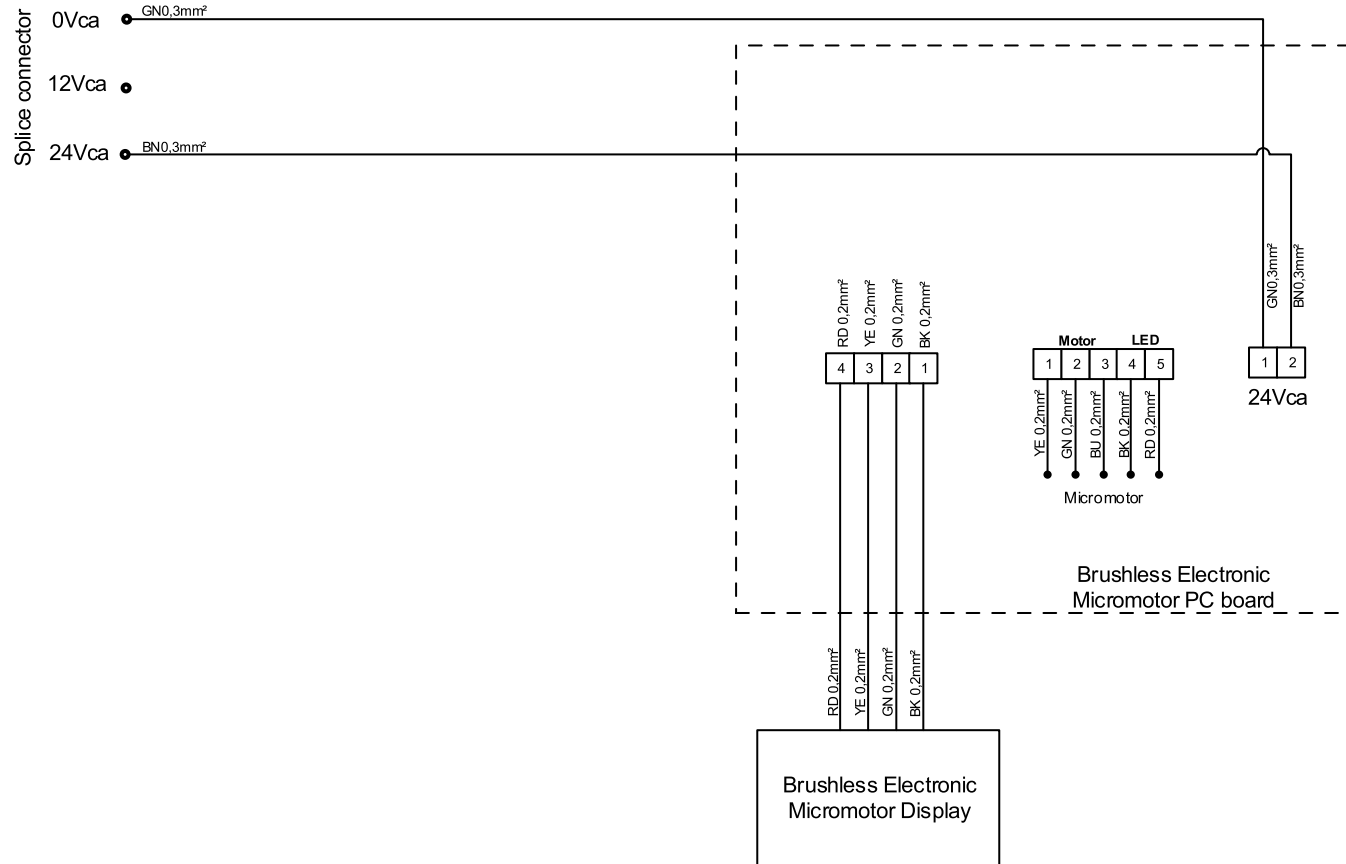 Splice connector
0Vca
GN0,3mm²
12Vca
24Vca
BN0,3mm²
GN0,3mm²
BN0,3mm²
RD 0,2mm²
YE 0,2mm²
GN 0,2mm²
BK 0,2mm²
4 3 2 1
Motor LED
1 2 3 4 5
1 2
24Vca
YE 0,2mm²
GN 0,2mm²
BU 0,2mm²
BK 0,2mm²
RD 0,2mm²
Micromotor
Brushless Electronic
Micromotor PC board
RD 0,2mm²
YE 0,2mm²
GN 0,2mm²
BK 0,2mm²
Brushless Electronic
Micromotor Display